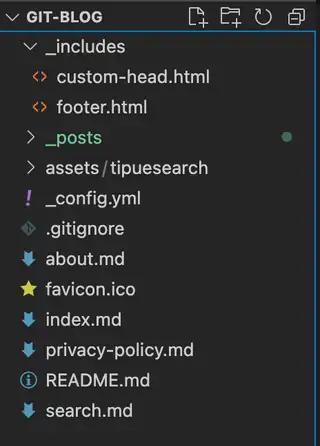 GIT-BLOG
_includes
custom-head.html
footer.html
_posts
assets/tipuesearch
_config.yml
.gitignore
about.md
favicon.ico
index.md
privacy-policy.md
README.md
search.md